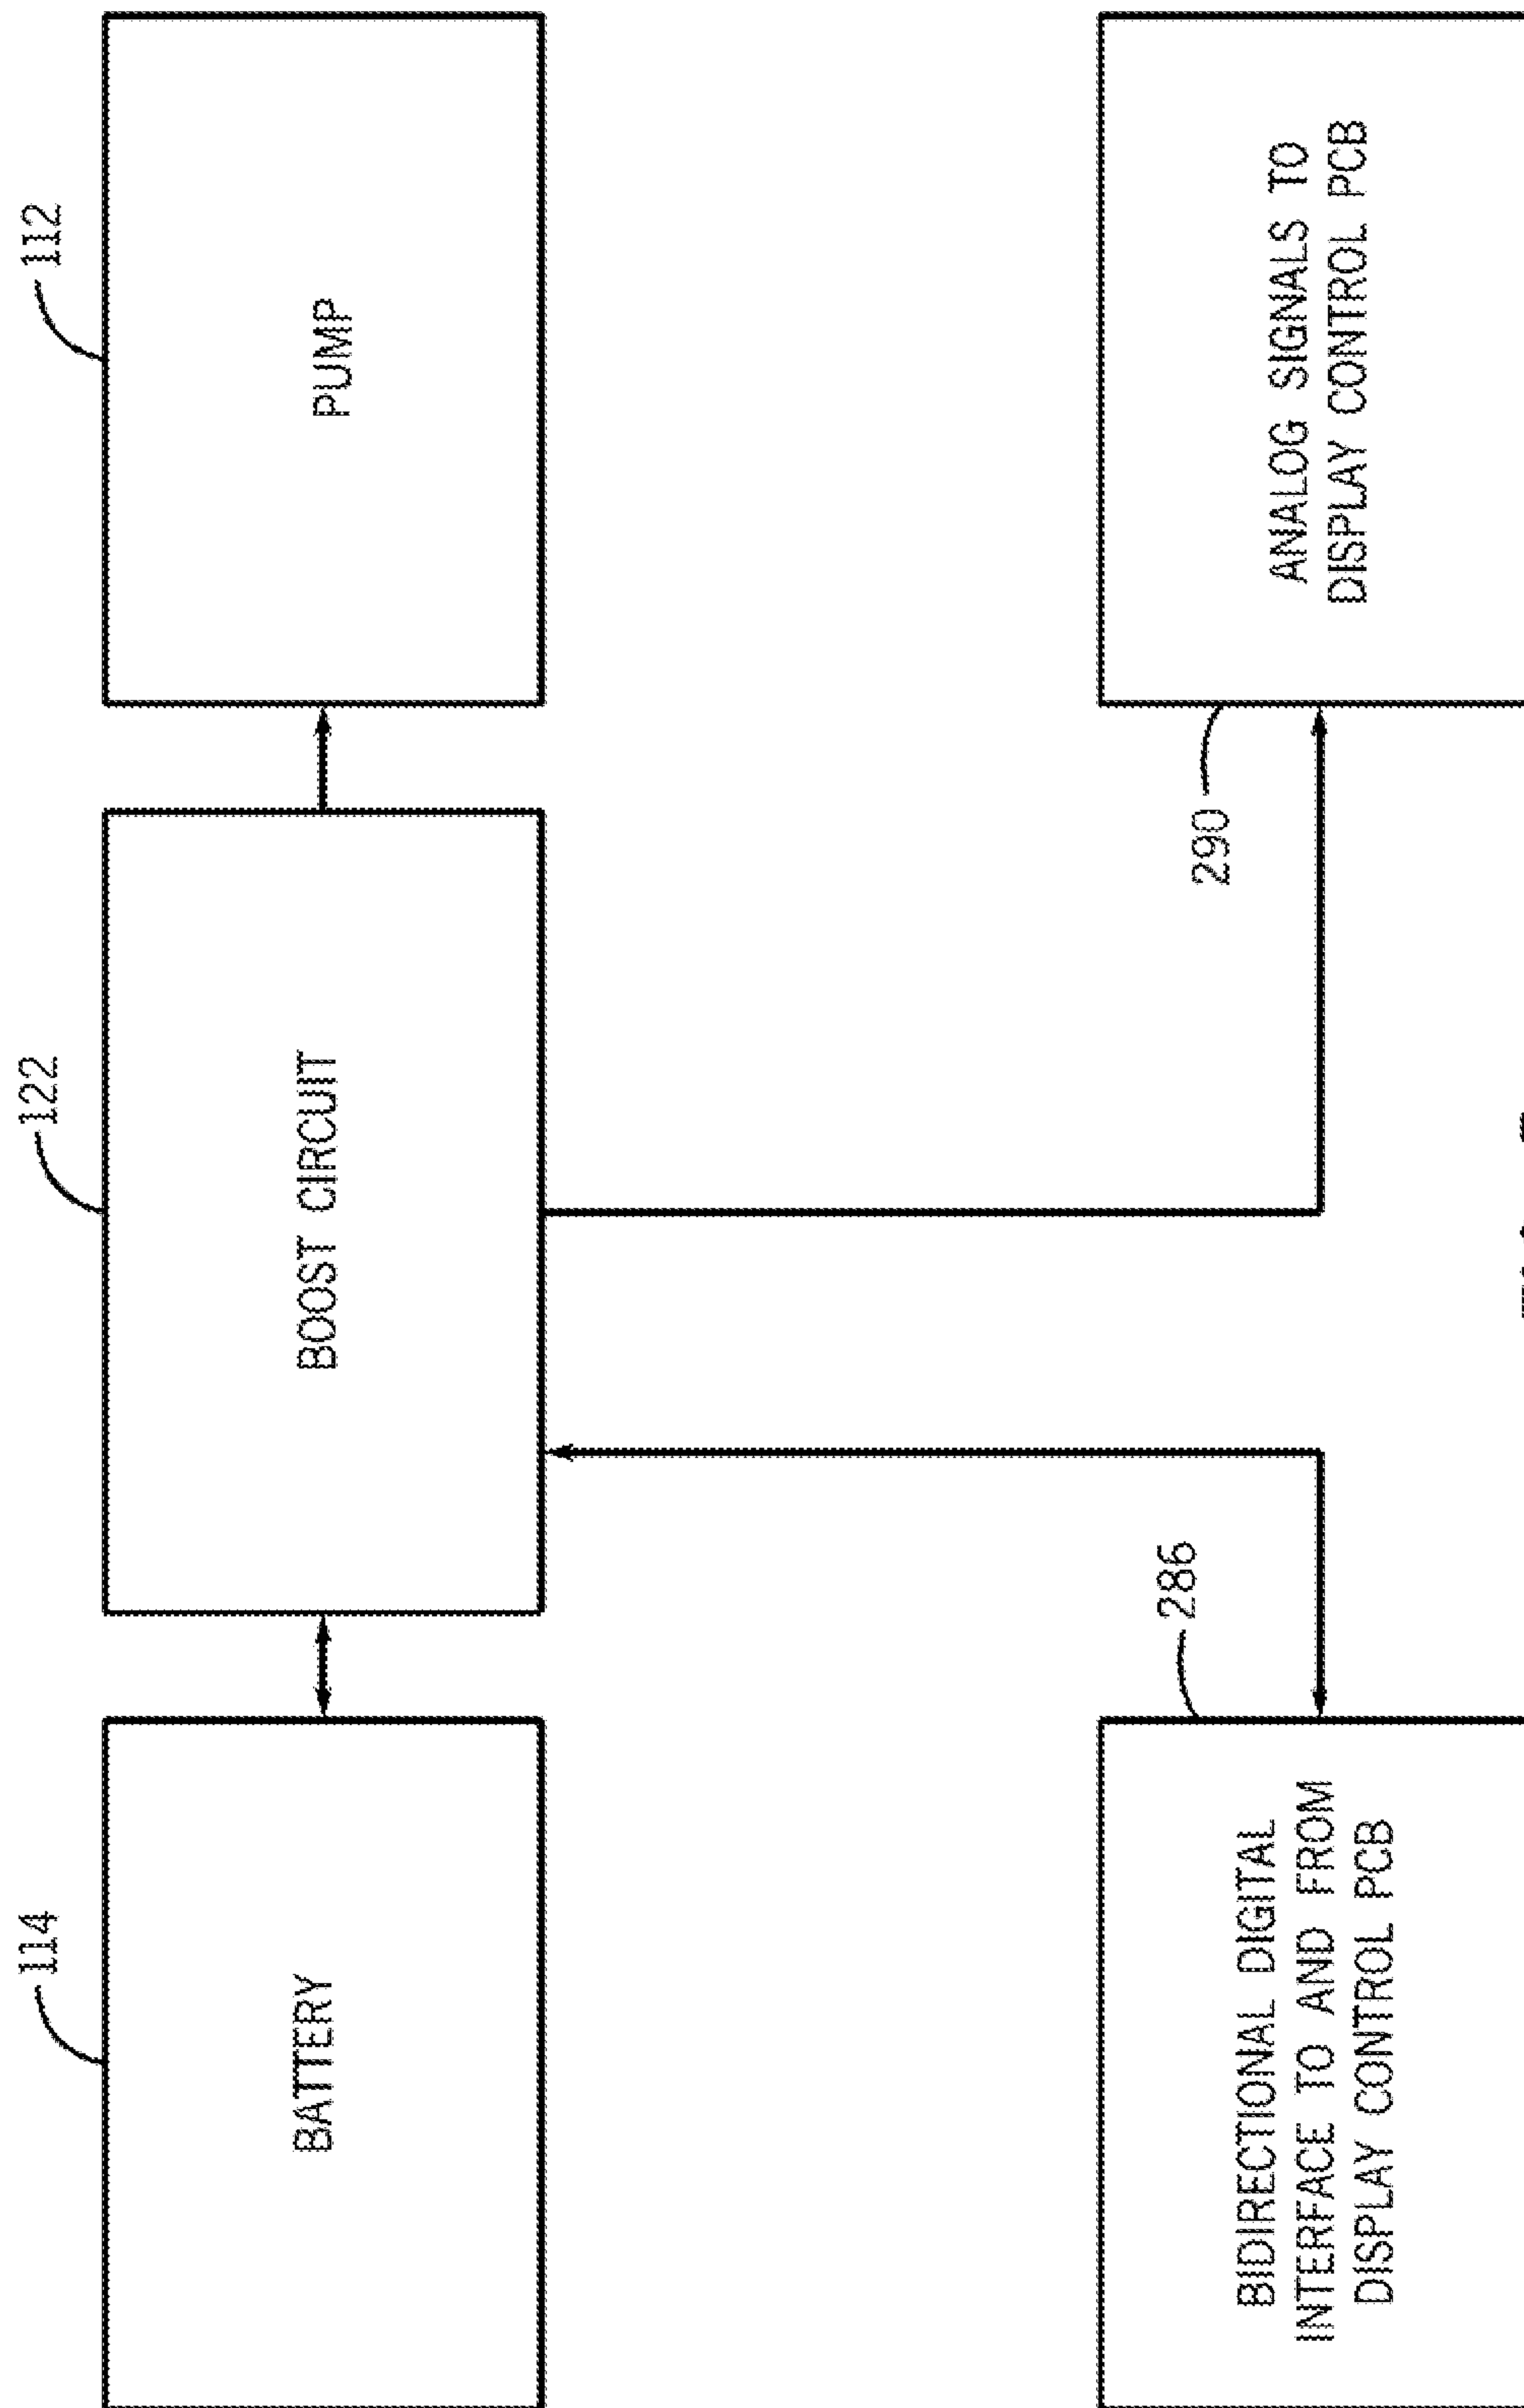 114
122
112
BATTERY
BOOST CIRCUIT
PUMP
286
290
BIDIRECTIONAL DIGITAL
INTERFACE TO AND FROM
DISPLAY CONTROL PCB
ANALOG SIGNALS TO
DISPLAY CONTROL PCB